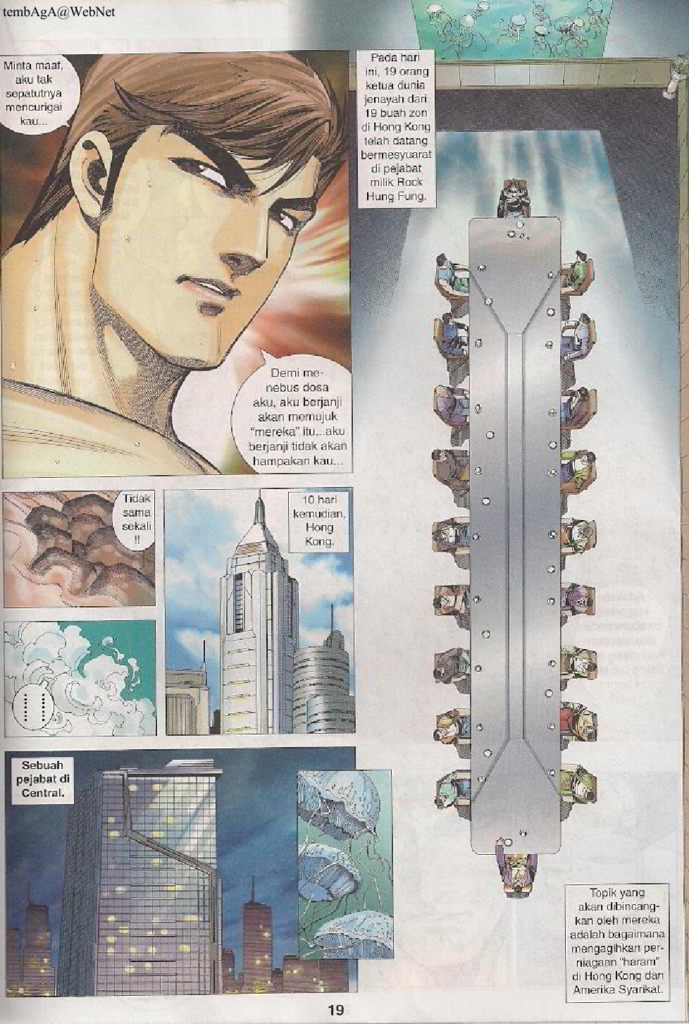 tembAgA@WebNet
Minta maaf,
aku tak
sepatutnya
mencurigai
kau...
Demi me-
nebus dosa
aku, aku berjanji
akan memujuk
"mereka" itu...aku
berjanji tidak akan
hampakan kau...
Pada hari
ini, 19 orang
ketua dunia
jenayah dari
19 buah zon
di Hong Kong
telah datang
bermesyuarat
di pejabat
milik Rock
Hung Fung.
Tidak
sama
sekali
!!
10 hari
kemudian,
Hong
Kong.
Sebuah
pejabat di
Central.
Topik yang
akan dibincang-
kan oleh mereka
adalah bagaimana
mengagihkan per-
niagaan "haram"
di Hong Kong dan
Amerika Syarikat.
19